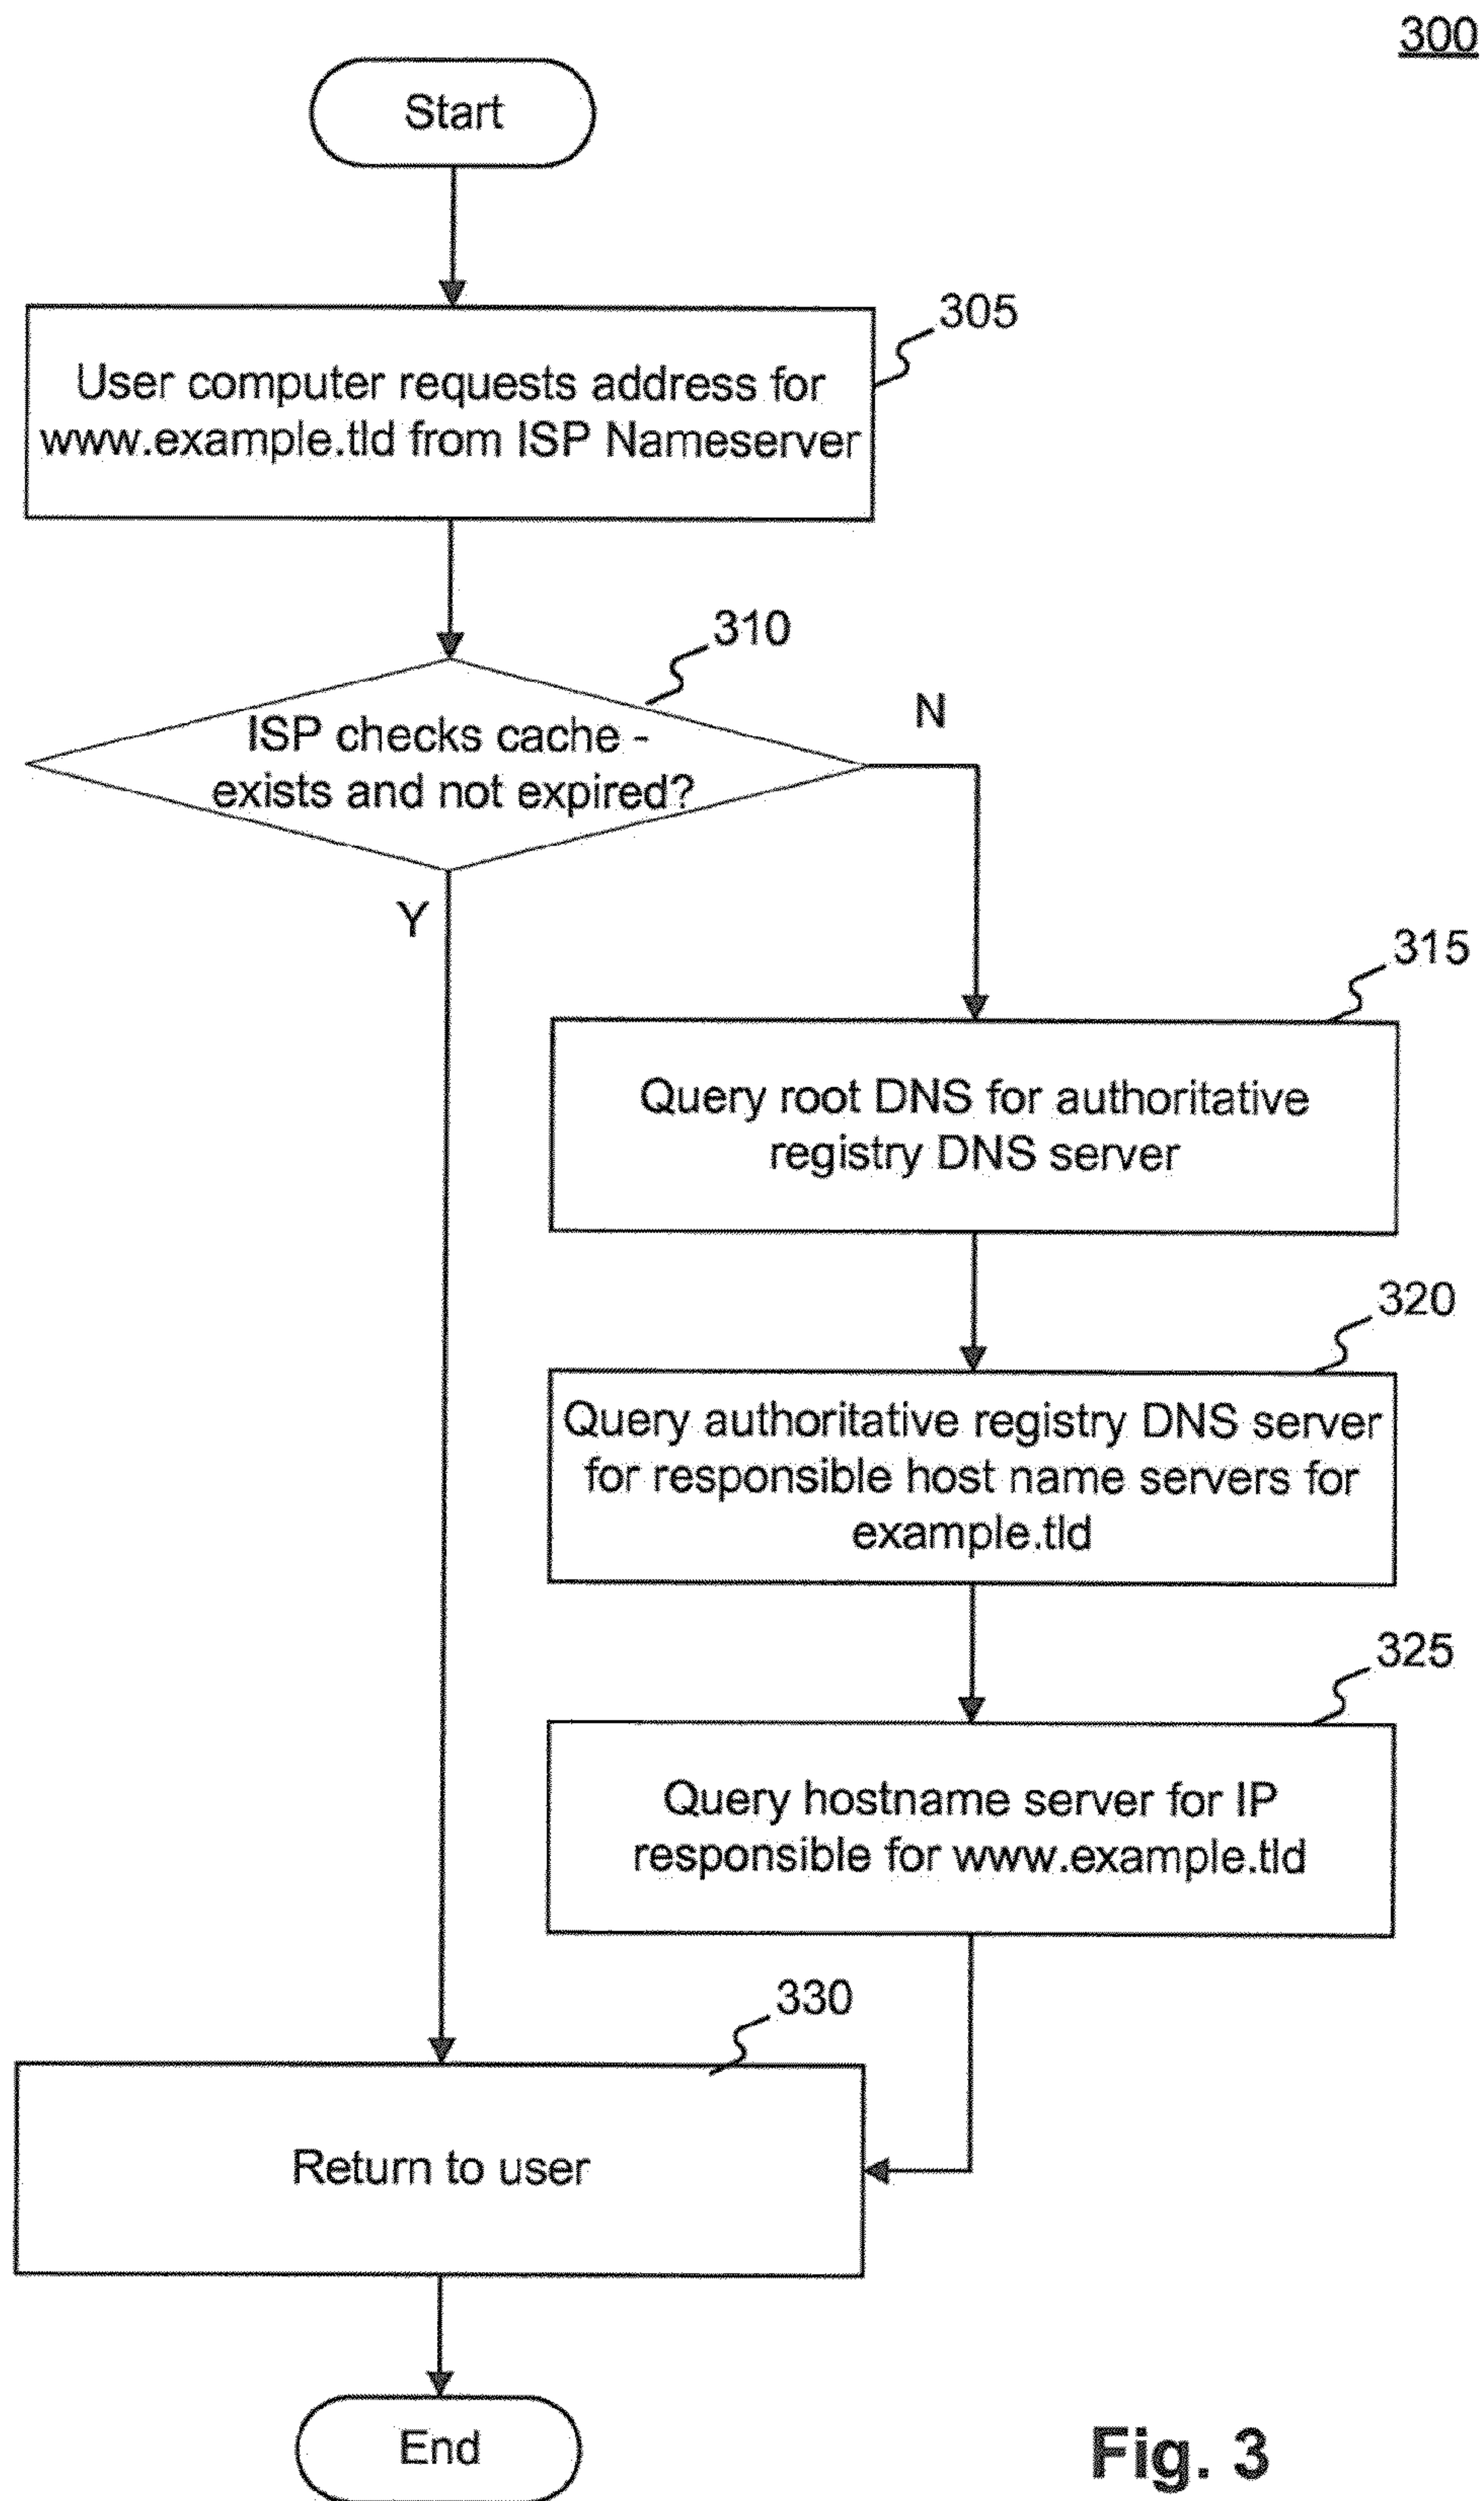 300
Start
305
User computer requests address for
www.example.tld from ISP Nameserver
310
ISP checks cache -
exists and not expired?
N
Y
315
Query root DNS for authoritative
registry DNS server
320
Query authoritative registry DNS server
for responsible host name servers for
example.tld
325
Query hostname server for IP
responsible for www.example.tld
330
Return to user
End
Fig. 3